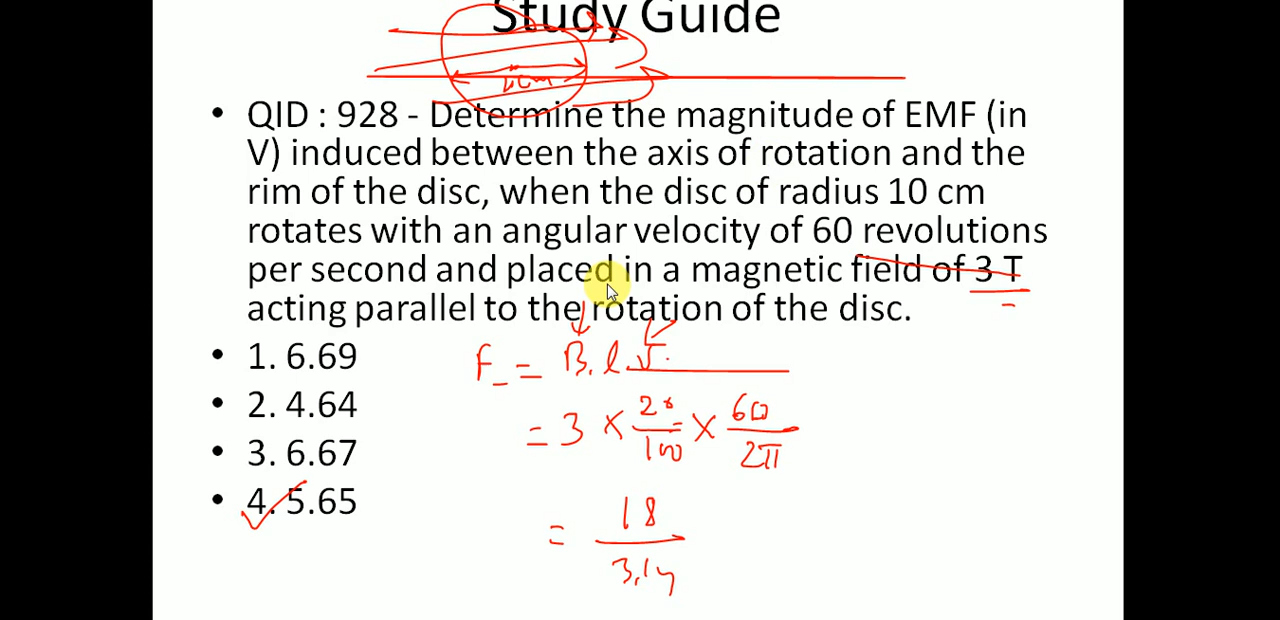 Study Guide
• QID : 928 - Determine the magnitude of EMF (in
V) induced between the axis of rotation and the
rim of the disc, when the disc of radius 10 cm
rotates with an angular velocity of 60 revolutions
per second and placed in a magnetic field of 3 T
acting parallel to the rotation of the disc.
• 1. 6.69
• 2. 4.64
• 3. 6.67
• 4. 5.65
= B. l
= 3 × 20/100 × 60/2π
= 18/3.14